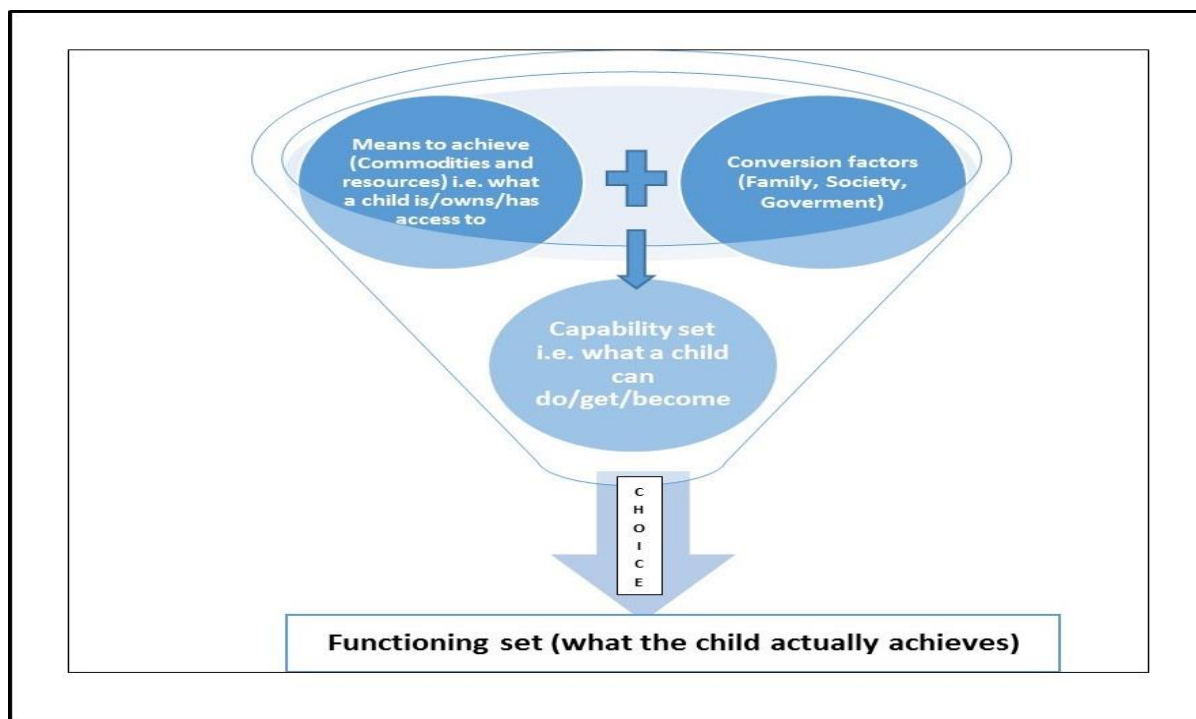 Means to achieve
(Commodities and
resources) i.e. what
a child is/owns/has
access to
Conversion factors
(Family, Society,
Goverment)
Capability set
i.e. what a child
can
do/get/become
C
H
O
I
C
E
Functioning set (what the child actually achieves)